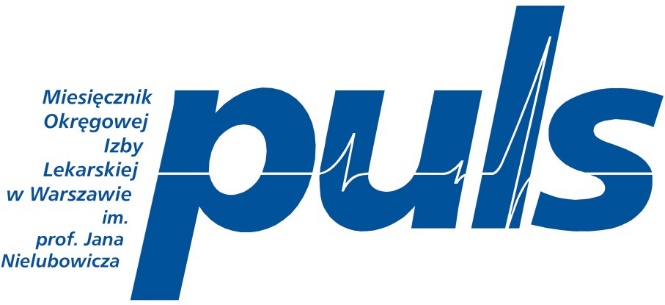 Miesięcznik
Okręgowej
Izby
Lekarskiej
w Warszawie
im.
prof. Jana
Nielubowicza
puls